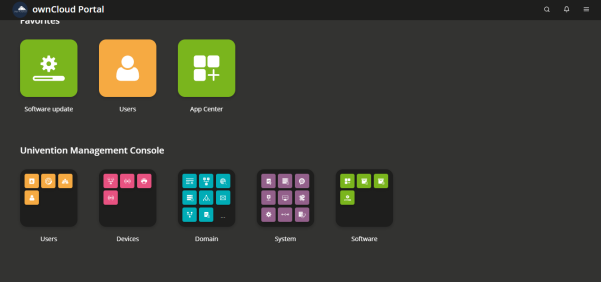 ownCloud Portal
Favorites
Software update
Users
App Center
Univention Management Console
Users
Devices
Domain
System
Software